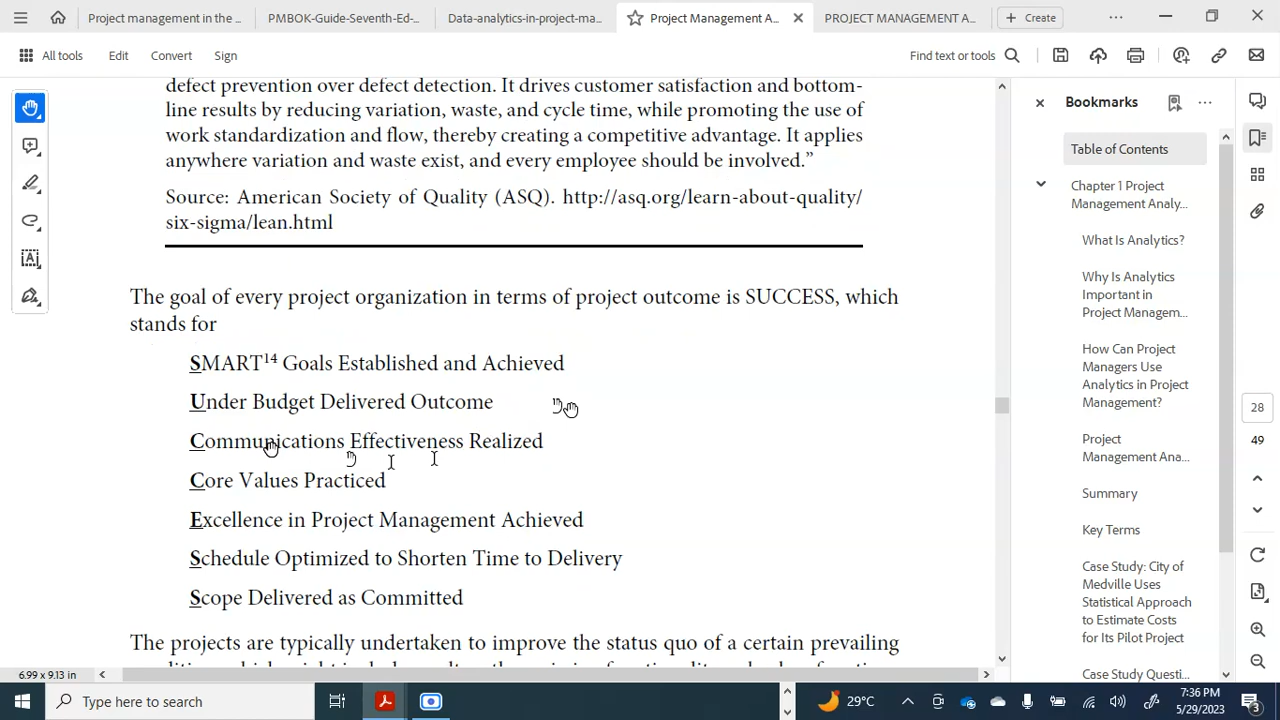 Project management in the ...
PMBOK-Guide-Seventh-Ed-...
Data-analytics-in-project-ma...
Project Management A...
PROJECT MANAGEMENT A...
Create
All tools
Edit
Convert
Sign
Find text or tools
defect prevention over defect detection. It drives customer satisfaction and bottom-
line results by reducing variation, waste, and cycle time, while promoting the use of
work standardization and flow, thereby creating a competitive advantage. It applies
anywhere variation and waste exist, and every employee should be involved.”
Source: American Society of Quality (ASQ). http://asq.org/learn-about-quality/
six-sigma/lean.html
The goal of every project organization in terms of project outcome is SUCCESS, which
stands for
SMART14 Goals Established and Achieved
Under Budget Delivered Outcome
Communications Effectiveness Realized
Core Values Practiced
Excellence in Project Management Achieved
Schedule Optimized to Shorten Time to Delivery
Scope Delivered as Committed
The projects are typically undertaken to improve the status quo of a certain prevailing
6.99 x 9.13 in
Bookmarks
Table of Contents
Chapter 1 Project
Management Analy...
What Is Analytics?
Why Is Analytics
Important in
Project Managem...
How Can Project
Managers Use
Analytics in Project
Management?
Project
Management Ana...
Summary
Key Terms
Case Study: City of
Medville Uses
Statistical Approach
to Estimate Costs
for Its Pilot Project
Case Study Questi...
28
49
Type here to search
29°C
7:36 PM
5/29/2023
3